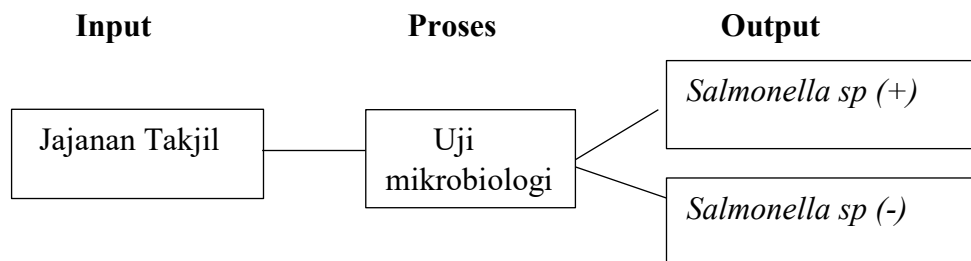 Input Proses Output
Salmonella sp (+)
Jajanan Takjil
Uji
mikrobiologi
Salmonella sp (-)